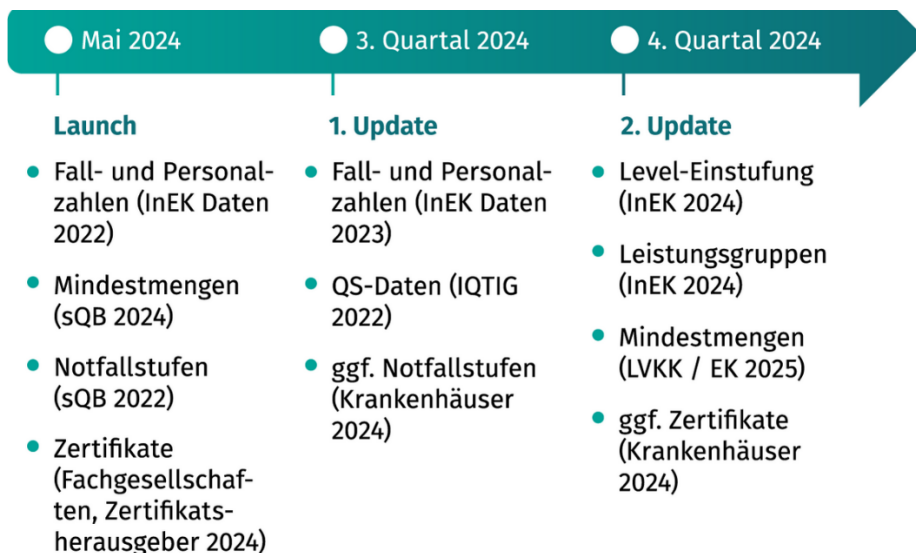 Mai 2024
3. Quartal 2024
4. Quartal 2024
Launch
Fall- und Personal-
zahlen (InEK Daten
2022)
Mindestmengen
(sQB 2024)
Notfallstufen
(sQB 2022)
Zertifikate
(Fachgesellschaf-
ten, Zertifikats-
herausgeber 2024)
1. Update
Fall- und Personal-
zahlen (InEK Daten
2023)
QS-Daten (IQTIG
2022)
ggf. Notfallstufen
(Krankenhäuser
2024)
2. Update
Level-Einstufung
(InEK 2024)
Leistungsgruppen
(InEK 2024)
Mindestmengen
(LVKK / EK 2025)
ggf. Zertifikate
(Krankenhäuser
2024)